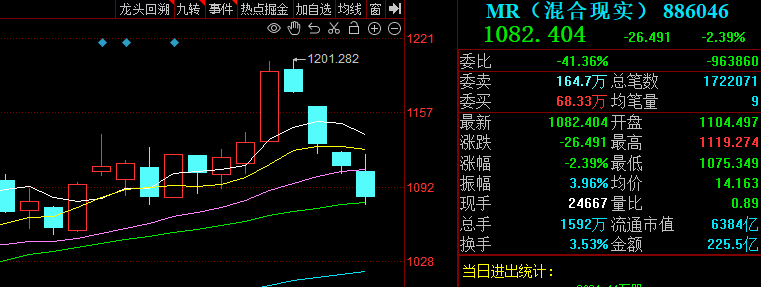 龙头回溯 九转 事件 热点掘金 加自选 均线 窗
MR（混合现实） 886046
1082.404 -26.491 -2.39%
1221
1201.282
1157
1092
1028
委比 -41.36% -963860
委卖 164.7万 总笔数 1722071
委买 68.33万 均笔量 9
最新 1082.404 开盘 1104.497
涨跌 -26.491 最高 1119.274
涨幅 -2.39% 最低 1075.349
振幅 3.96% 均价 14.163
现手 24667 量比 0.89
总手 1592万 流通市值 6384亿
换手 3.53% 金额 225.5亿
当日进出统计：